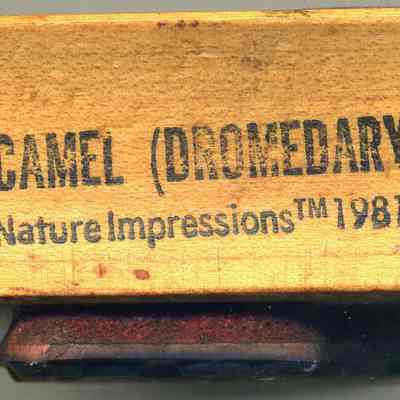 CAMEL (DROMEDARY
Nature Impressions™ 1981